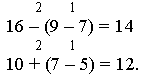 2 1
16 – (9 – 7) = 14
2 1
10 + (7 – 5) = 12.